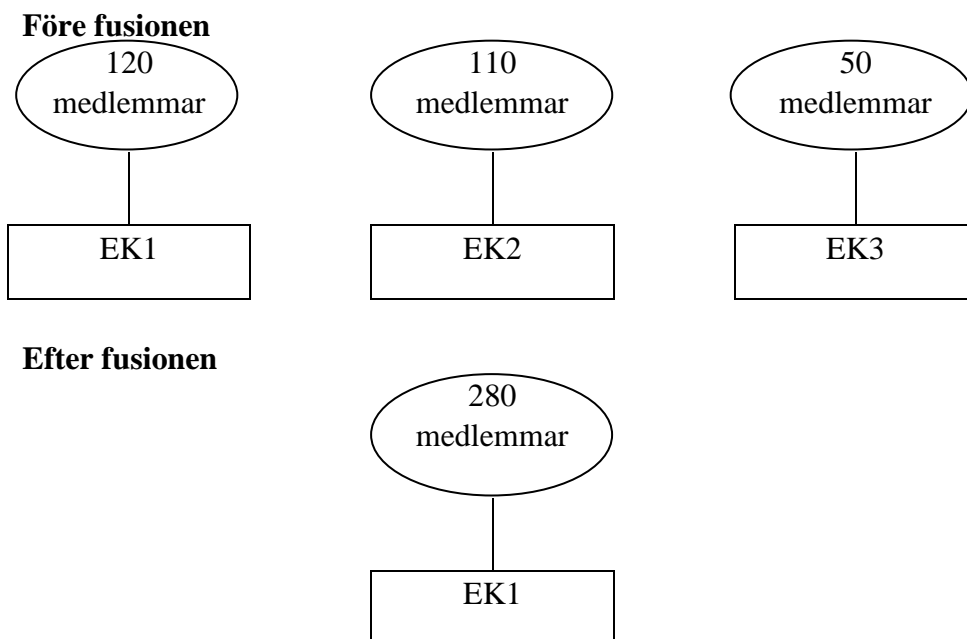 Före fusionen
120
medlemmar
110
medlemmar
50
medlemmar
EK1
EK2
EK3
Efter fusionen
280
medlemmar
EK1